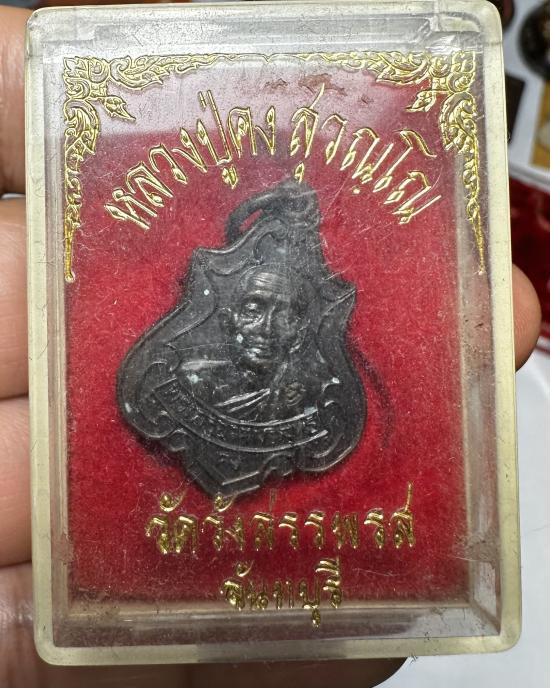 หลวงปู่คง สุวณฺโณ
วัดวังสรรพรส
จันทบุรี